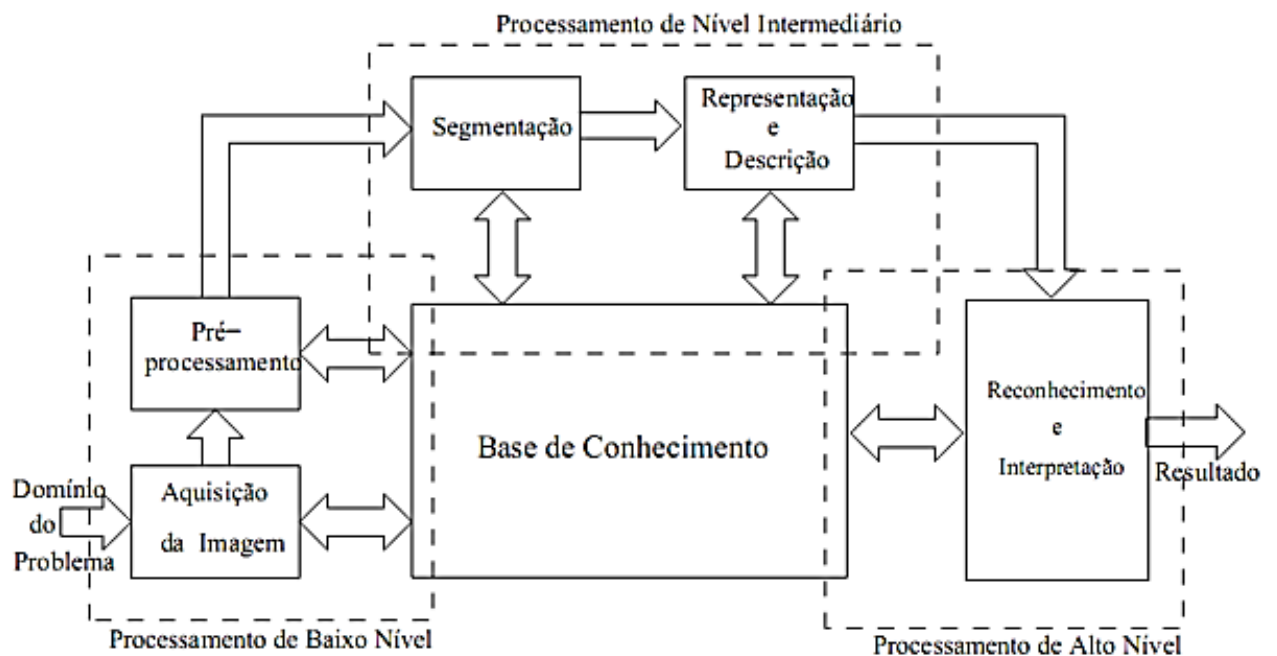 Processamento de Nível Intermediário
Segmentação
Representação
e
Descrição
Pré-
processamento
Base de Conhecimento
Reconhecimento
e
Interpretação
Resultado
Domínio
do
Problema
Aquisição
da Imagem
Processamento de Baixo Nível
Processamento de Alto Nível